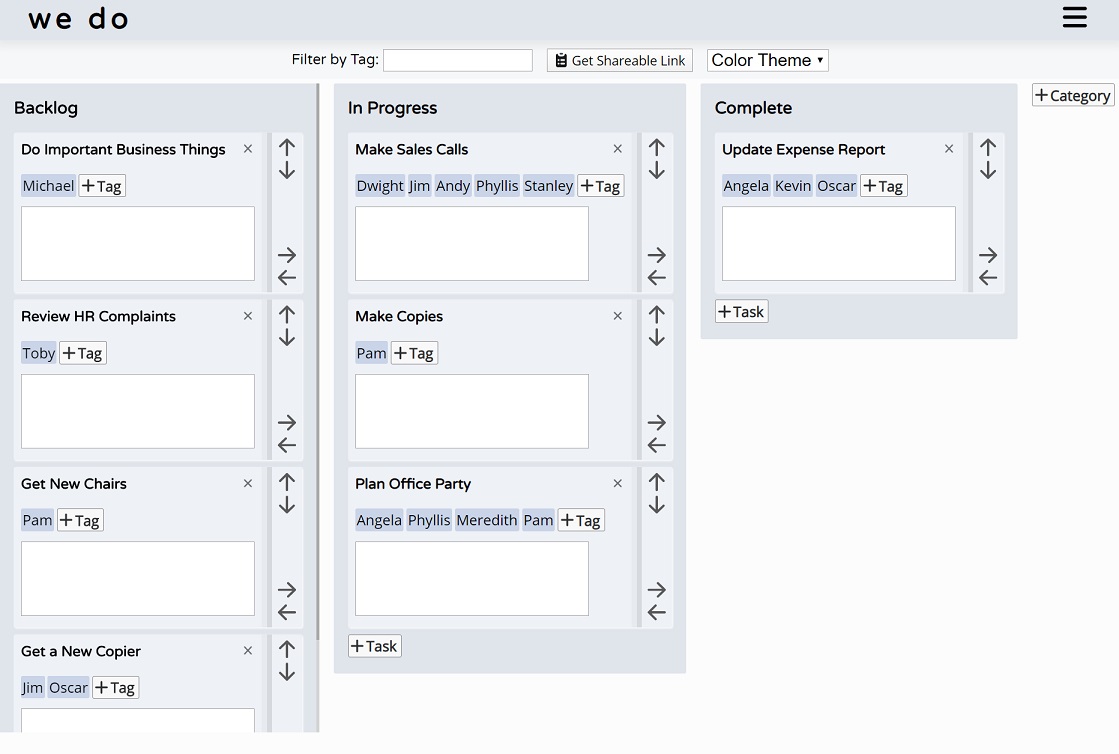 we do
Filter by Tag:
Get Shareable Link
Color Theme
Backlog
Do Important Business Things ×
Michael +Tag
Review HR Complaints ×
Toby +Tag
Get New Chairs ×
Pam +Tag
Get a New Copier ×
Jim Oscar +Tag
In Progress
Make Sales Calls ×
Dwight Jim Andy Phyllis Stanley +Tag
Make Copies ×
Pam +Tag
Plan Office Party ×
Angela Phyllis Meredith Pam +Tag
+Task
Complete
Update Expense Report ×
Angela Kevin Oscar +Tag
+Task
+Category